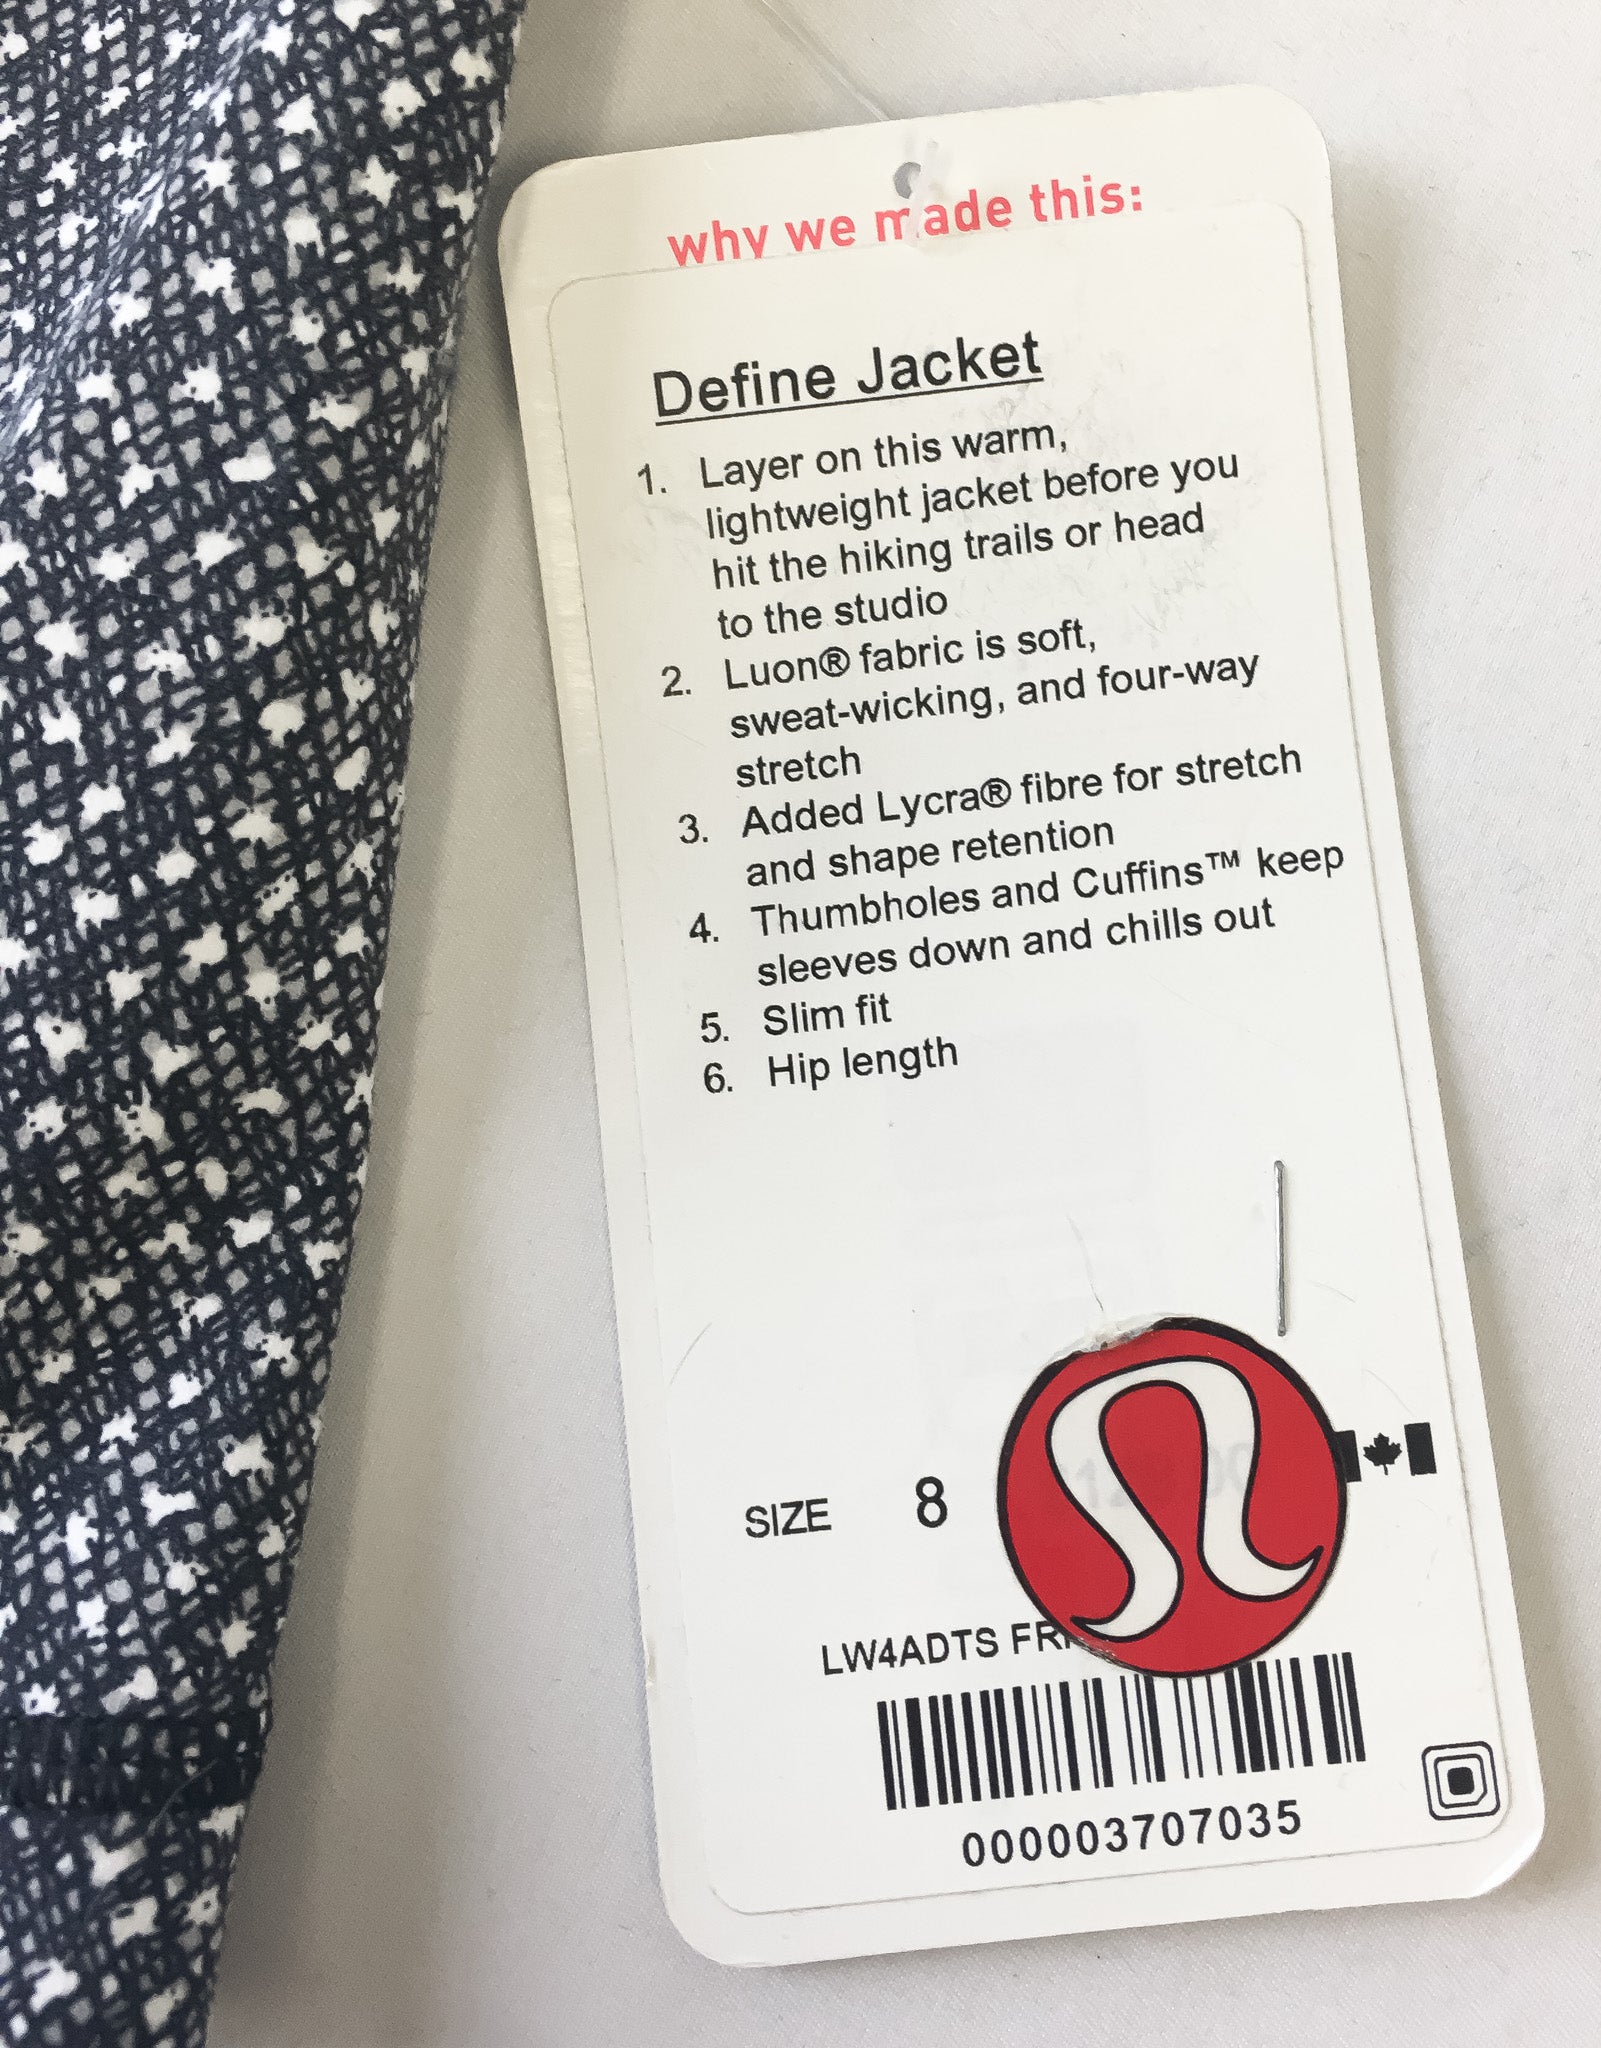 why we made this:
Define Jacket
1. Layer on this warm,
lightweight jacket before you
hit the hiking trails or head
to the studio
2. Luon® fabric is soft,
sweat-wicking, and four-way
stretch
3. Added Lycra® fibre for stretch
and shape retention
4. Thumbholes and Cuffins™ keep
sleeves down and chills out
5. Slim fit
6. Hip length
SIZE 8
LW4ADTS
000003707035